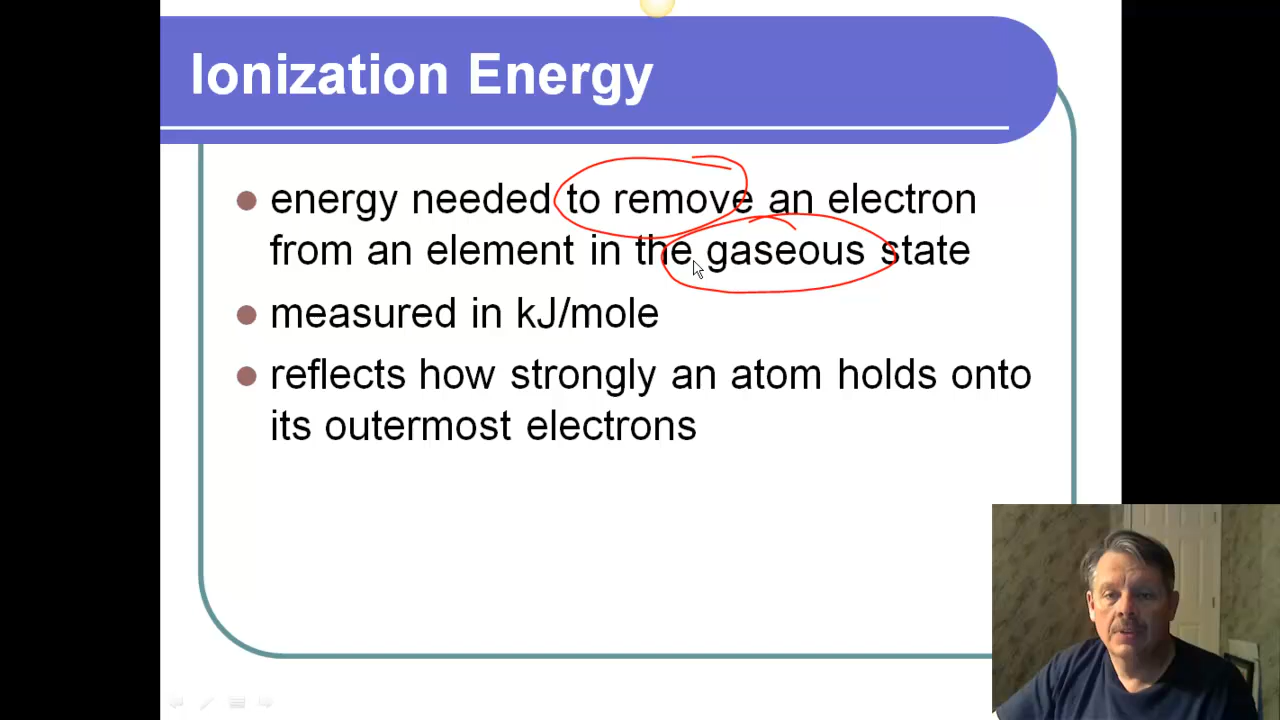 Ionization Energy
energy needed to remove an electron
from an element in the gaseous state
measured in kJ/mole
reflects how strongly an atom holds onto
its outermost electrons